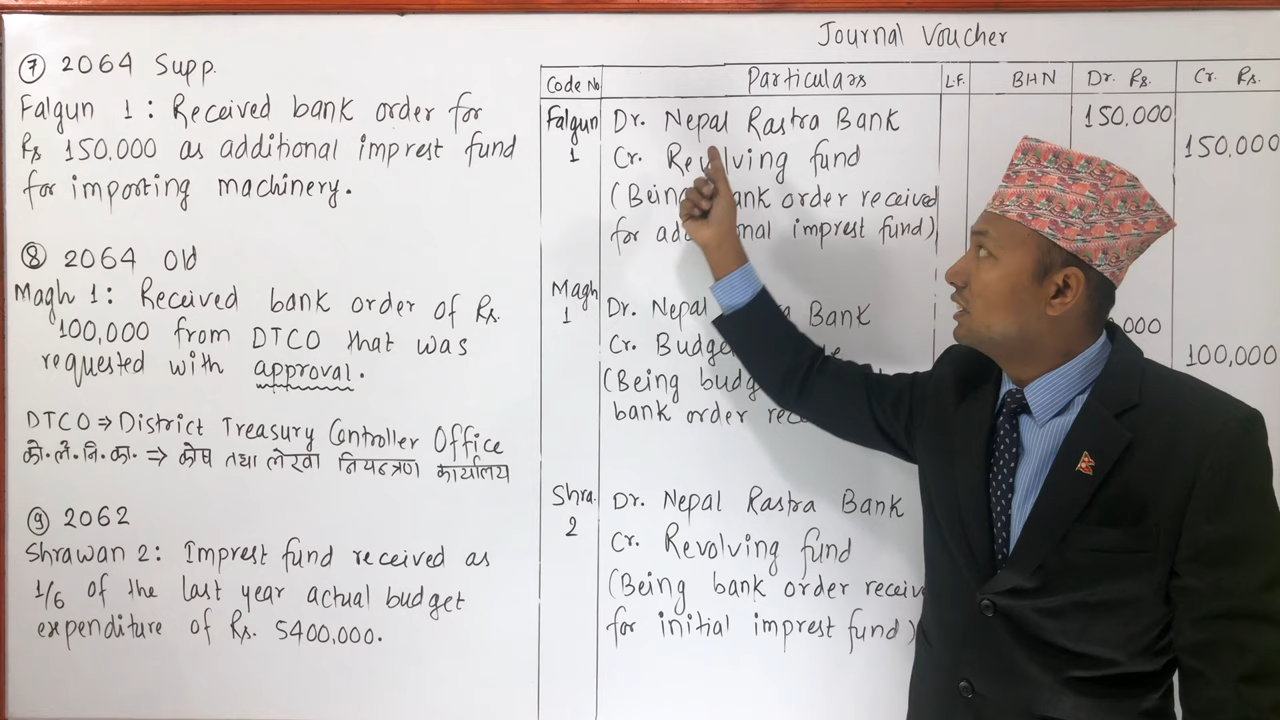 ⑦ 2064 Supp.
Falgun 1: Received bank order for
Rs 150,000 as additional imprest fund
for importing machinery.
⑧ 2064 Old
Magh 1: Received bank order of Rs.
100,000 from DTCO that was
requested with approval.
DTCO ⇒ District Treasury Controller Office
को.ले.नि.का. ⇒ कोष तथा लेखा नियन्त्रण कार्यालय
⑨ 2062
Shrawan 2: Imprest fund received as
1/6 of the last year actual budget
expenditure of Rs. 5400,000.
Journal Voucher
Code No Particulars L.F. BHN Dr. Rs. Cr. Rs.
Falgun 1 Dr. Nepal Rastra Bank 150,000
Cr. Revolving fund 150,000
(Being bank order received
for additional imprest fund)
Magh 1 Dr. Nepal Bank
Cr. 100,000
(Being
bank order
Shra. 2 Dr. Nepal Rastra Bank
Cr. Revolving fund
(Being bank order
for initial imprest fund)